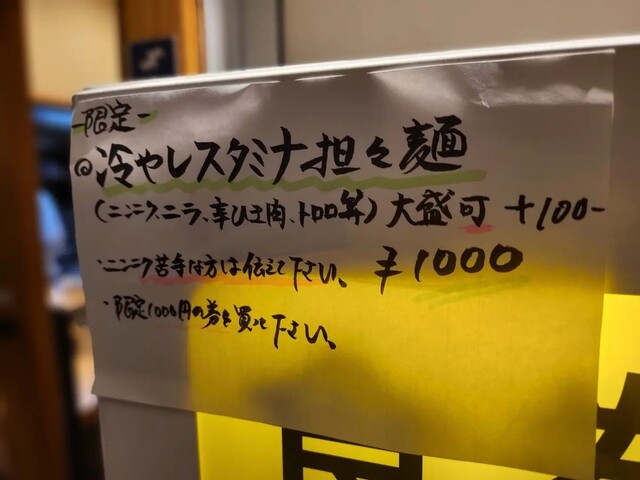 -限定-
◎冷やしスタミナ担々麺
(ニンニク、ニラ、辛ひき肉、トロロ等) 大盛可 +100-
・ニンニク苦手な方は伝えて下さい。 ¥1000
・限定1000円の券を買って下さい。